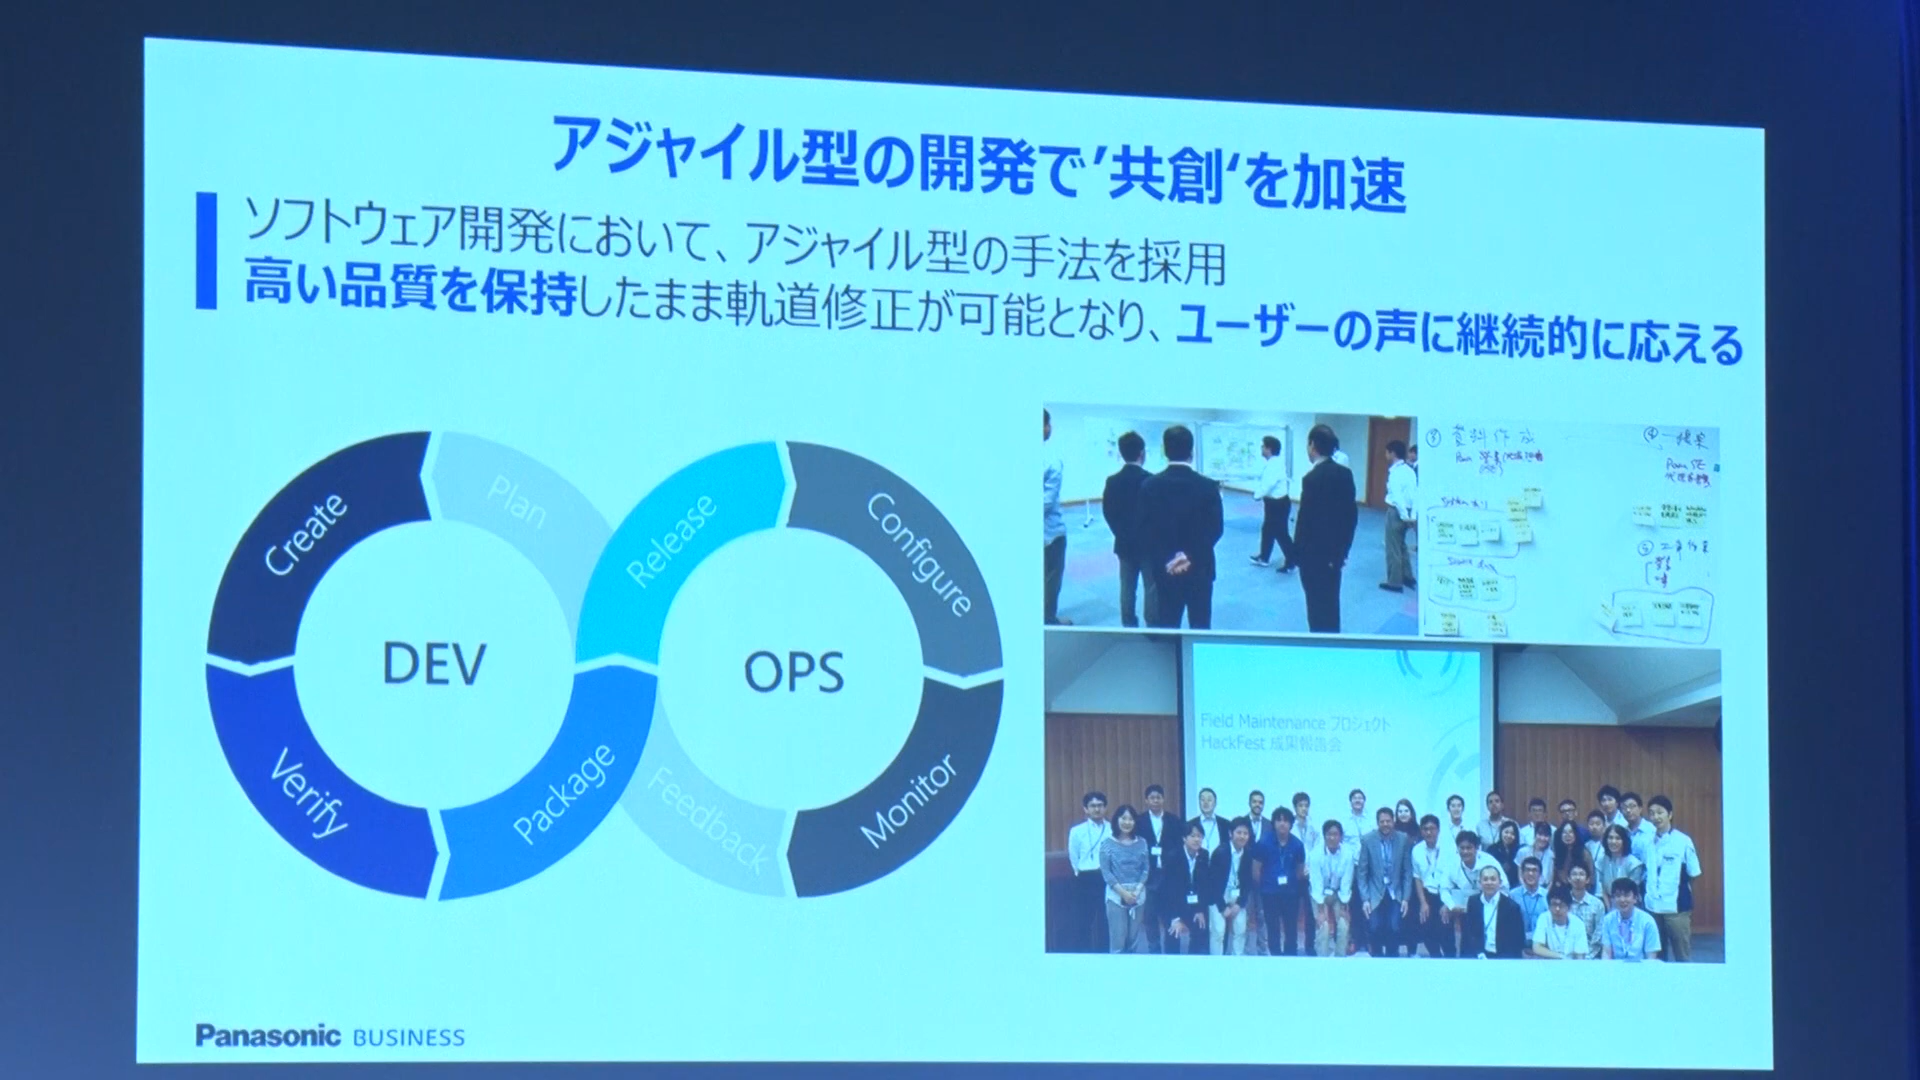 アジャイル型の開発で’共創‘を加速
ソフトウェア開発において、アジャイル型の手法を採用
高い品質を保持したまま軌道修正が可能となり、ユーザーの声に継続的に応える
Create
Plan
Release
Configure
DEV
OPS
Verify
Package
Feedback
Monitor
③ 資料作成
Field Maintenance プロジェクト
HackFest 成果報告会
Panasonic BUSINESS